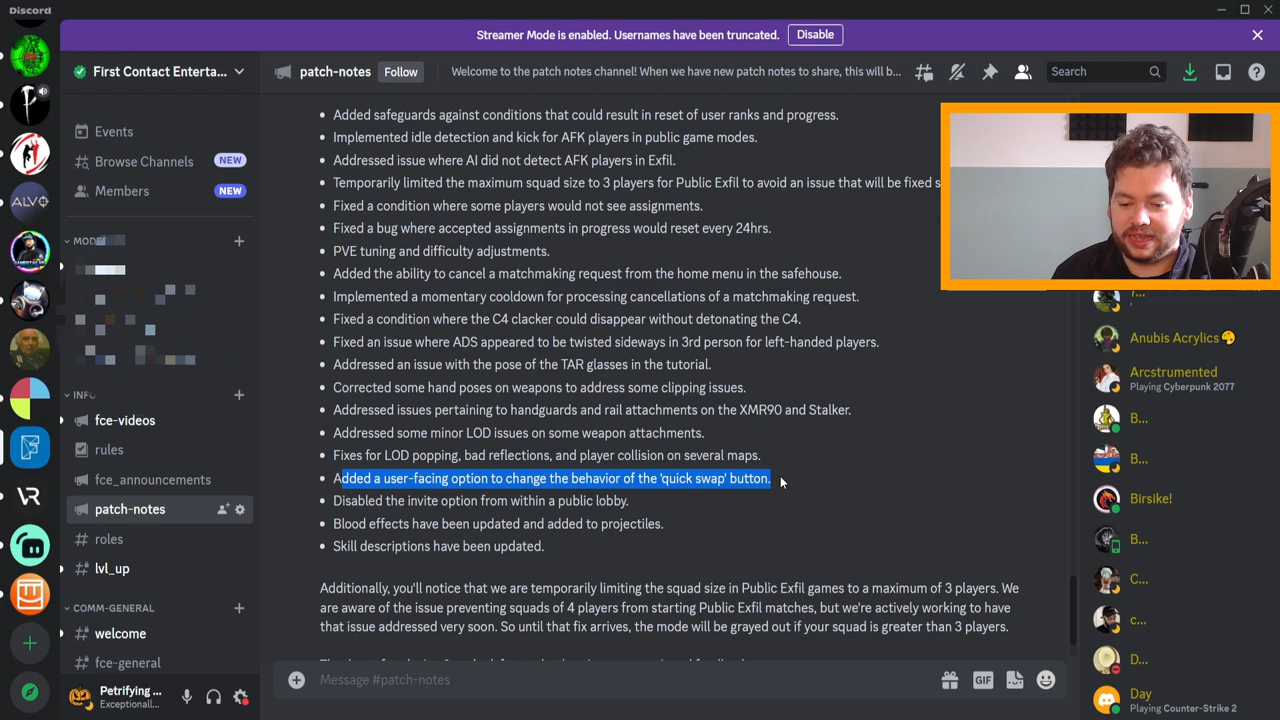 Discord
Streamer Mode is enabled. Usernames have been truncated.
Disable
First Contact Enterta...
patch-notes
Follow
Welcome to the patch notes channel! When we have new patch notes to share, this will b...
Search
Events
Browse Channels
NEW
Members
NEW
INFO
fce-videos
rules
fce_announcements
patch-notes
roles
lvl_up
COMM-GENERAL
welcome
fce-general
Petrifying ...
Exceptionall...
Added safeguards against conditions that could result in reset of user ranks and progress.
Implemented idle detection and kick for AFK players in public game modes.
Addressed issue where AI did not detect AFK players in Exfil.
Temporarily limited the maximum squad size to 3 players for Public Exfil to avoid an issue that will be fixed s
Fixed a condition where some players would not see assignments.
Fixed a bug where accepted assignments in progress would reset every 24hrs.
PVE tuning and difficulty adjustments.
Added the ability to cancel a matchmaking request from the home menu in the safehouse.
Implemented a momentary cooldown for processing cancellations of a matchmaking request.
Fixed a condition where the C4 clacker could disappear without detonating the C4.
Fixed an issue where ADS appeared to be twisted sideways in 3rd person for left-handed players.
Addressed an issue with the pose of the TAR glasses in the tutorial.
Corrected some hand poses on weapons to address some clipping issues.
Addressed issues pertaining to handguards and rail attachments on the XMR90 and Stalker.
Addressed some minor LOD issues on some weapon attachments.
Fixes for LOD popping, bad reflections, and player collision on several maps.
Added a user-facing option to change the behavior of the 'quick swap' button.
Disabled the invite option from within a public lobby.
Blood effects have been updated and added to projectiles.
Skill descriptions have been updated.
Additionally, you'll notice that we are temporarily limiting the squad size in Public Exfil games to a maximum of 3 players. We
are aware of the issue preventing squads of 4 players from starting Public Exfil matches, but we're actively working to have
that issue addressed very soon. So until that fix arrives, the mode will be grayed out if your squad is greater than 3 players.
Message #patch-notes
GIF
Anubis Acrylics
Arcstrumented
Playing Cyberpunk 2077
B...
B...
Birsike!
B...
C...
c...
D...
Day
Playing Counter-Strike 2